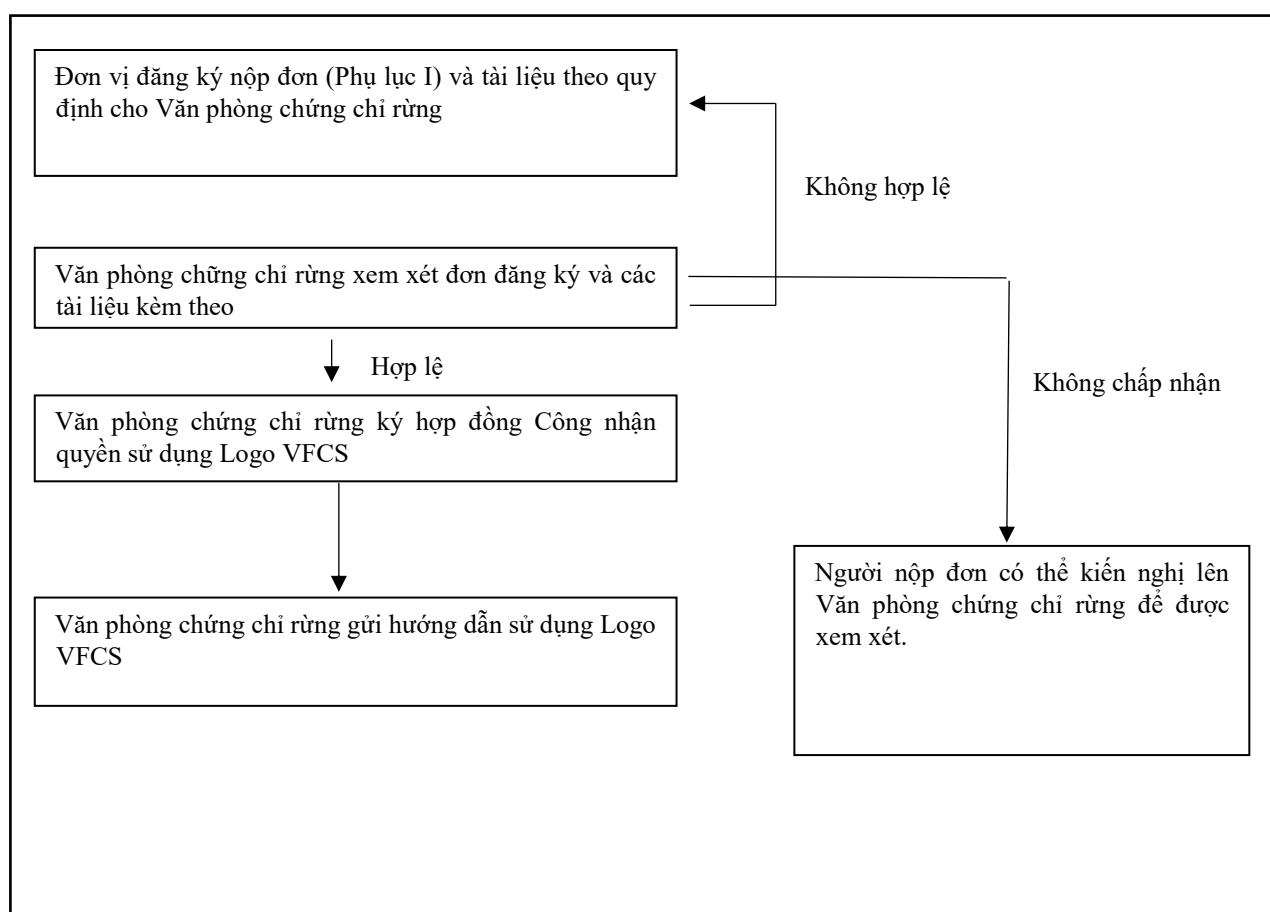 Đơn vị đăng ký nộp đơn (Phụ lục I) và tài liệu theo quy
định cho Văn phòng chứng chỉ rừng
Không hợp lệ
Văn phòng chững chỉ rừng xem xét đơn đăng ký và các
tài liệu kèm theo
Hợp lệ
Không chấp nhận
Văn phòng chứng chỉ rừng ký hợp đồng Công nhận
quyền sử dụng Logo VFCS
Người nộp đơn có thể kiến nghị lên
Văn phòng chứng chỉ rừng để được
xem xét.
Văn phòng chứng chỉ rừng gửi hướng dẫn sử dụng Logo
VFCS